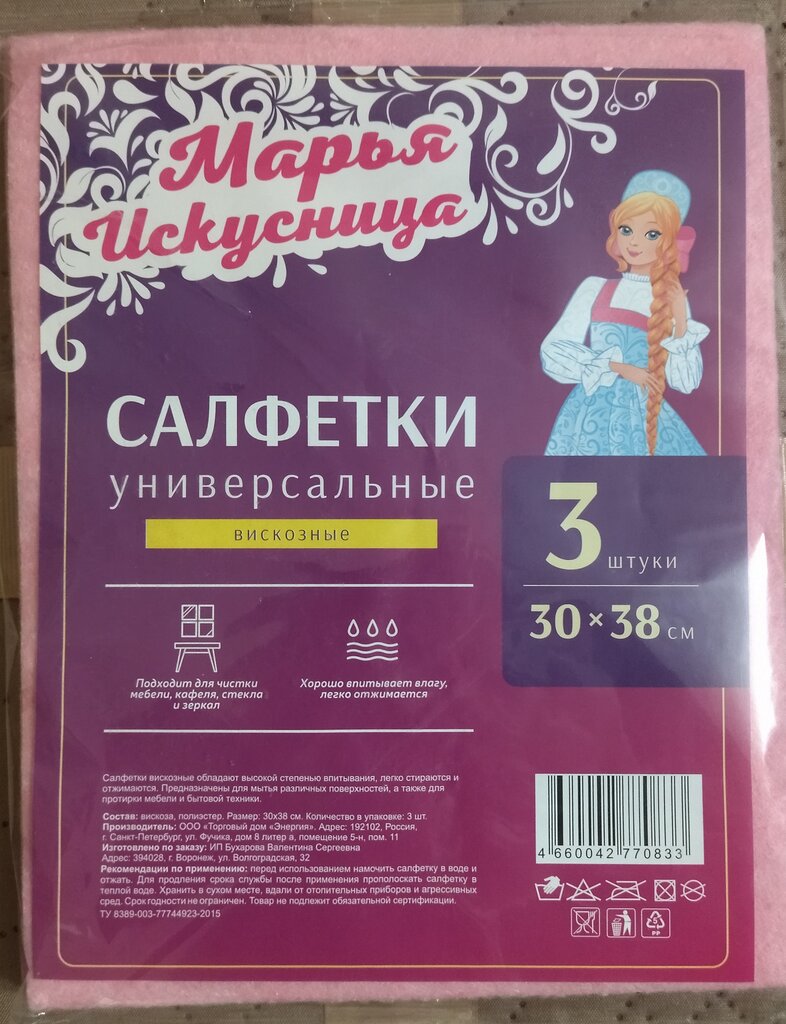 Марья
Искусница
САЛФЕТКИ
универсальные
вискозные
3 штуки
30×38 см
Подходит для чистки
мебели, кафеля, стекла
и зеркал
Хорошо впитывает влагу,
легко отжимается
Салфетки вискозные обладают высокой степенью впитывания, легко стираются и
отжимаются. Предназначены для мытья различных поверхностей, а также для
протирки мебели и бытовой техники.
Состав: вискоза, полиэстер. Размер: 30х38 см. Количество в упаковке: 3 шт.
Производитель: ООО «Торговый дом «Энергия». Адрес: 192102, Россия,
г. Санкт-Петербург, ул. Фучика, дом 8 литер а, помещение 5-н, пом. 11
Изготовлено по заказу: ИП Бухарова Валентина Сергеевна
Адрес: 394028, г. Воронеж, ул. Волгоградская, 32
Рекомендации по применению: перед использованием намочить салфетку в воде и
отжать. Для продления срока службы после применения прополоскать салфетку в
теплой воде. Хранить в сухом месте, вдали от отопительных приборов и агрессивных
сред. Срок годности не ограничен. Товар не подлежит обязательной сертификации.
ТУ 8389-003-77744923-2015
4 660042 770833
5
PP